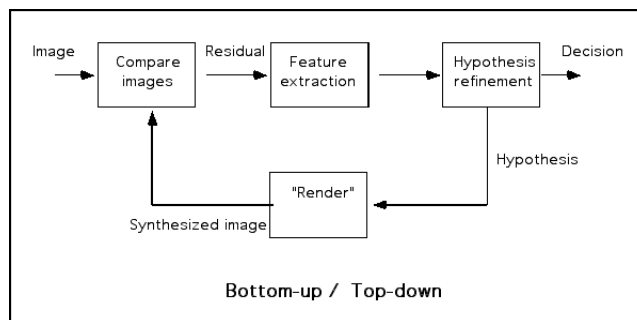 Image
Compare
images
Residual
Feature
extraction
Hypothesis
refinement
Decision
Hypothesis
"Render"
Synthesized image
Bottom-up / Top-down